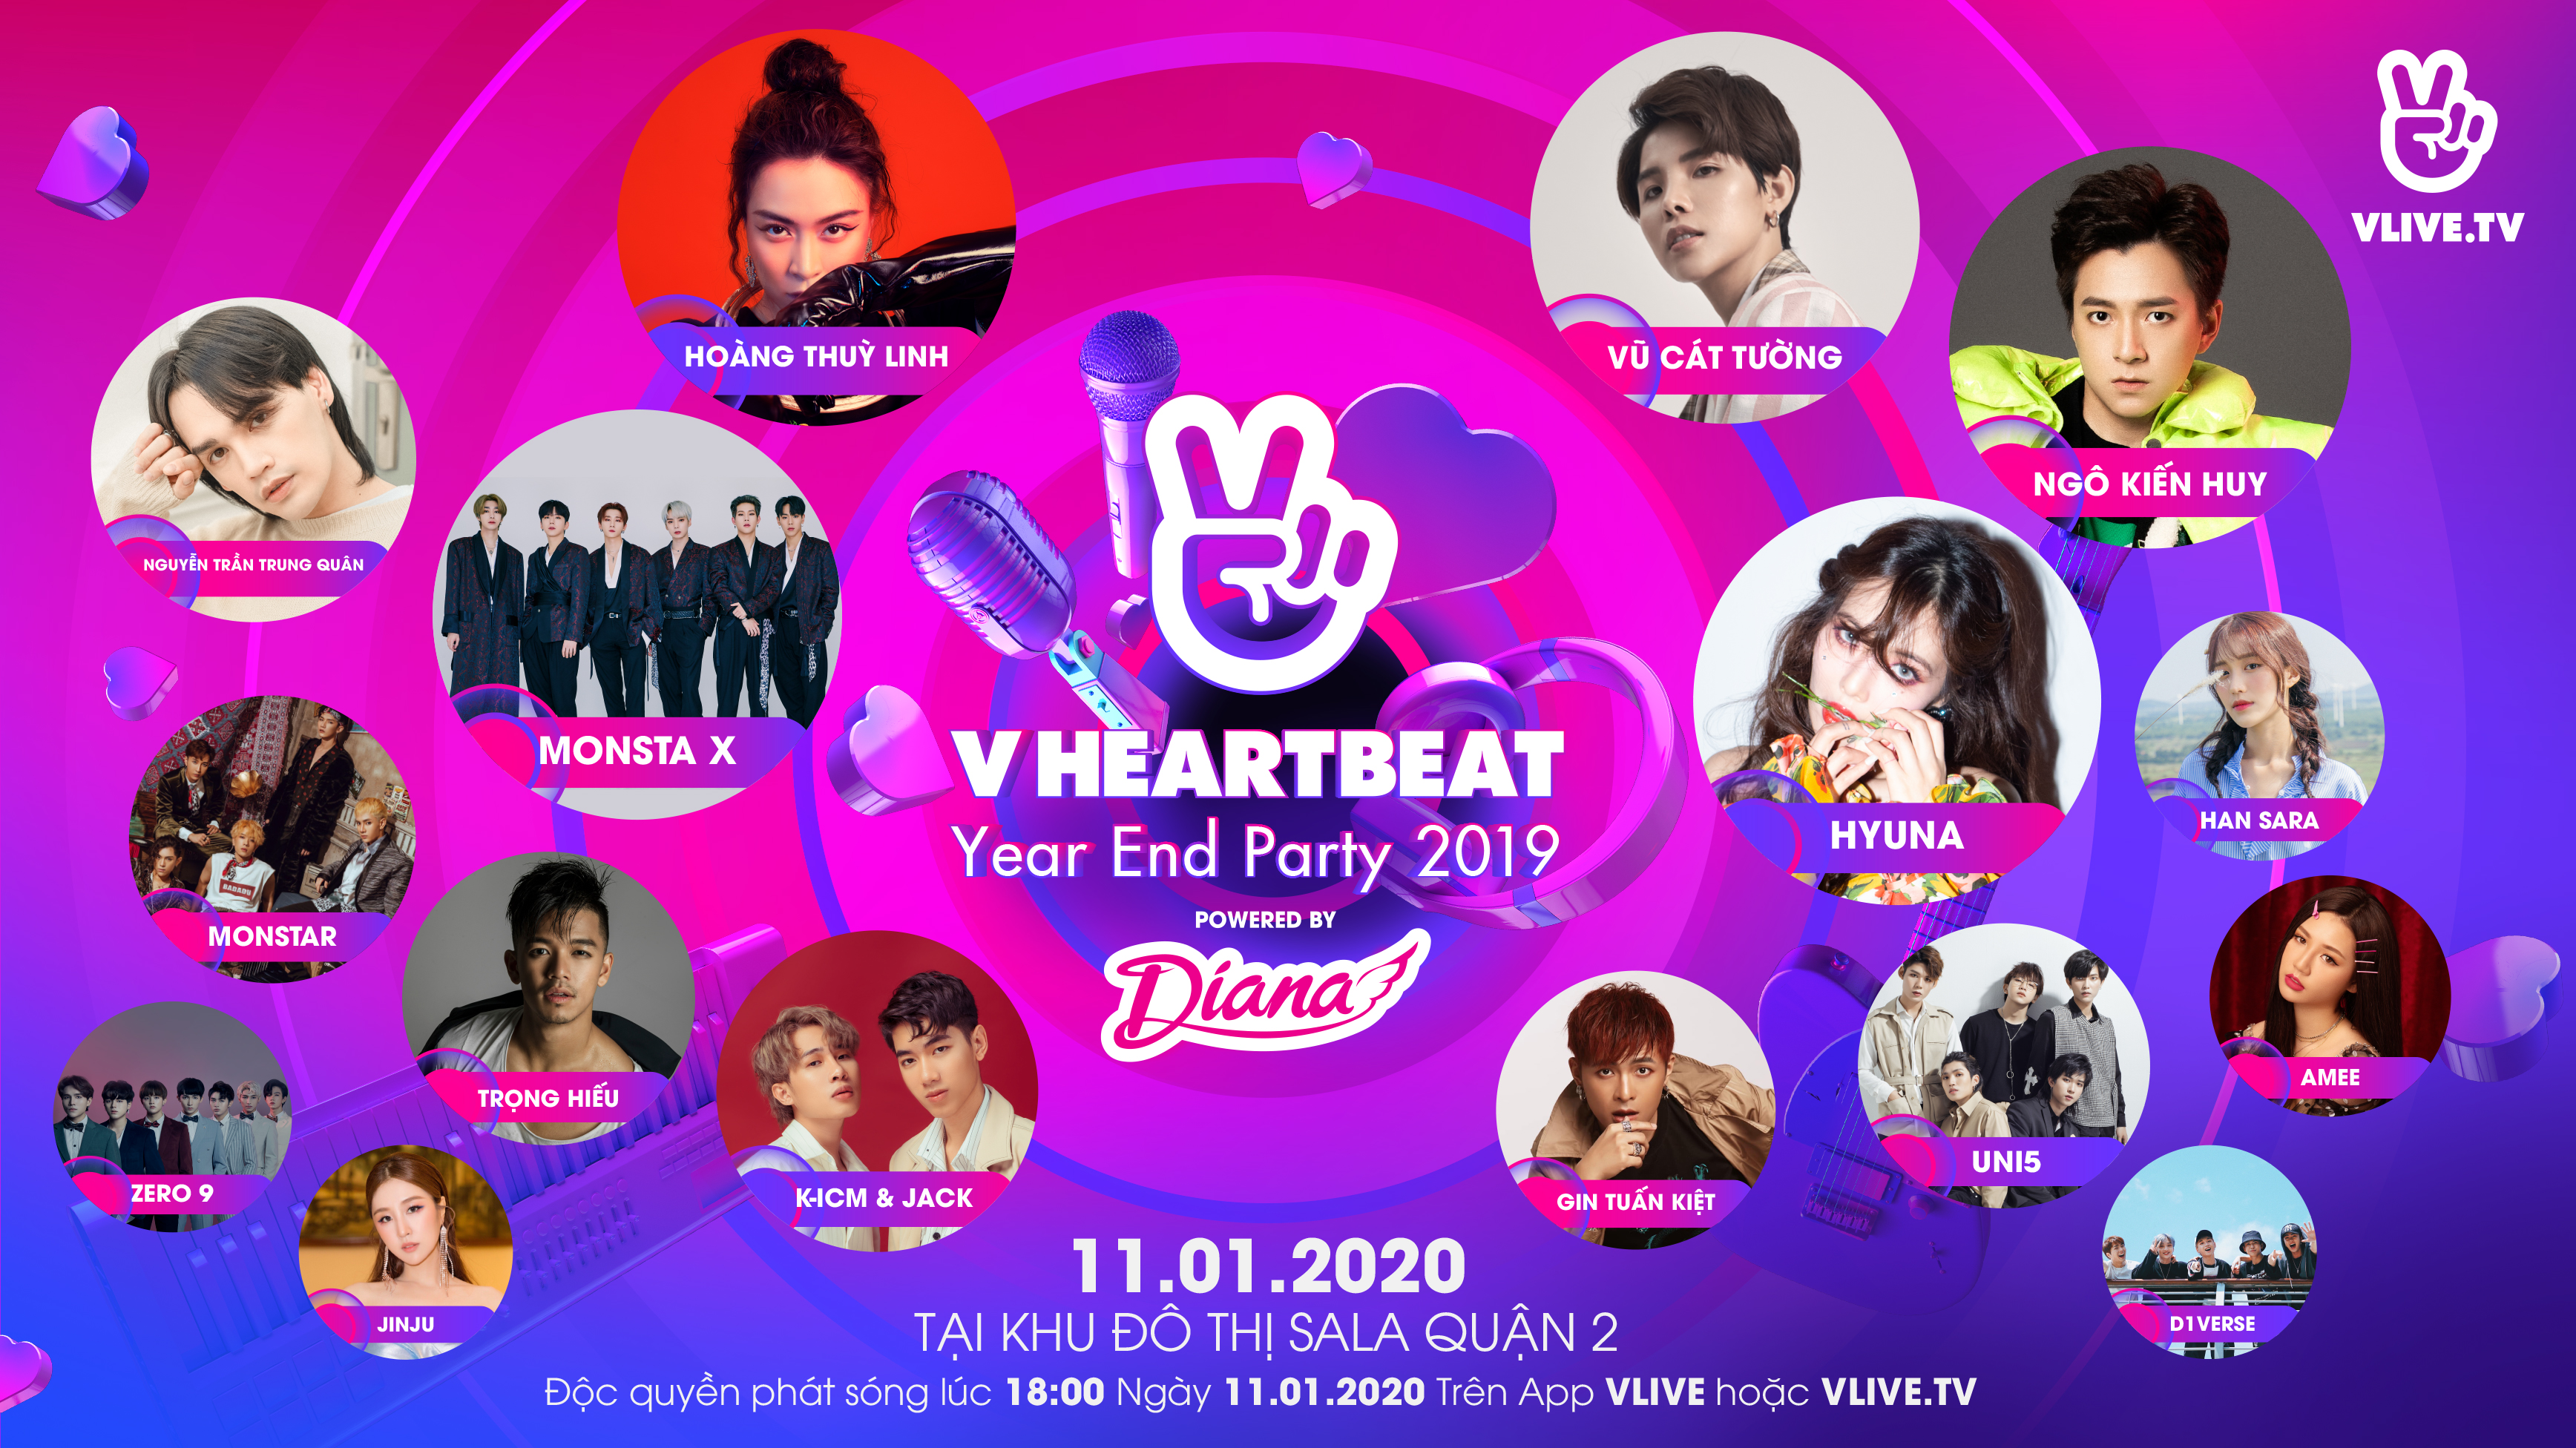 VLIVE.TV
HOÀNG THUỲ LINH
VŨ CÁT TƯỜNG
NGÔ KIẾN HUY
NGUYỄN TRẦN TRUNG QUÂN
MONSTA X
V HEARTBEAT
Year End Party 2019
POWERED BY
Diana
HYUNA
HAN SARA
BABABU
MONSTAR
TRỌNG HIẾU
K-ICM & JACK
GIN TUẤN KIỆT
UNI5
AMEE
ZERO 9
JINJU
D1VERSE
11.01.2020
TẠI KHU ĐÔ THỊ SALA QUẬN 2
Độc quyền phát sóng lúc 18:00 Ngày 11.01.2020 Trên App VLIVE hoặc VLIVE.TV